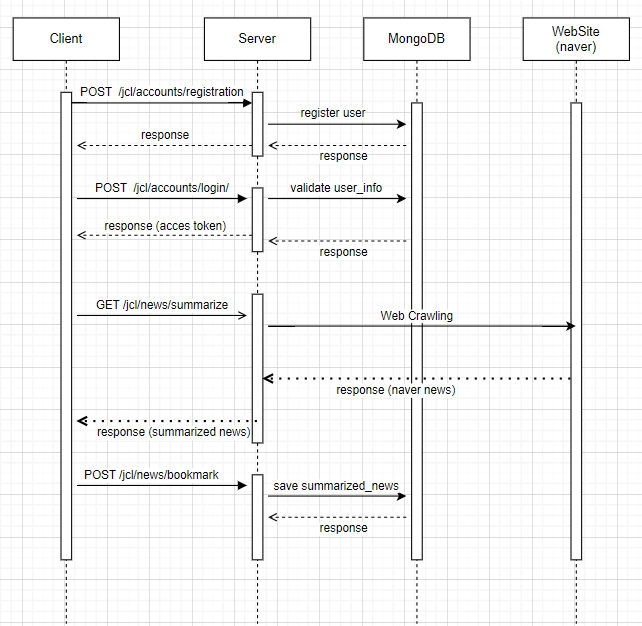 Client
Server
MongoDB
WebSite
(naver)
POST  /jcl/accounts/registration
register user
response
response
POST  /jcl/accounts/login/
validate user_info
response (acces token)
response
GET /jcl/news/summarize
Web Crawling
response (naver news)
response (summarized news)
POST /jcl/news/bookmark
save summarized_news
response